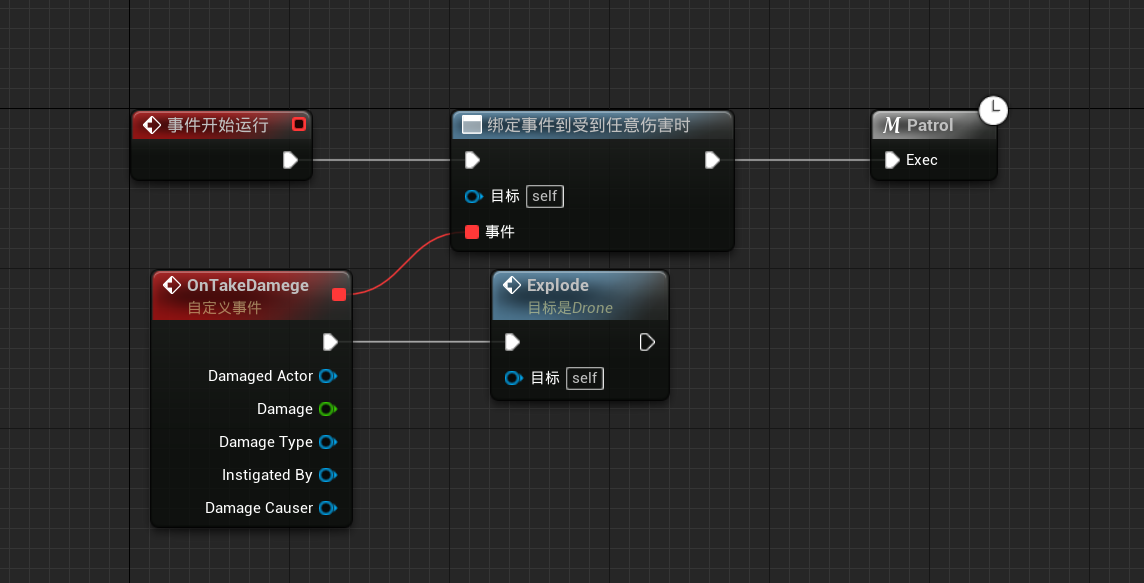 事件开始运行
绑定事件到受到任意伤害时
目标 self
事件
M Patrol
Exec
OnTakeDamege
自定义事件
Damaged Actor
Damage
Damage Type
Instigated By
Damage Causer
Explode
目标是Drone
目标 self